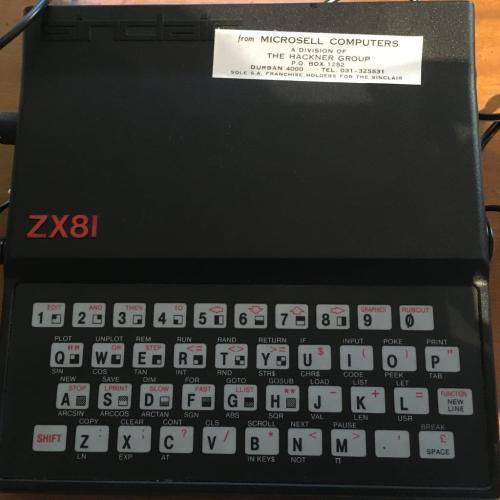 sinclair
from MICROSELL COMPUTERS
A DIVISION OF
THE HACKNER GROUP
P.O. BOX 1252
DURBAN 4000 TEL. 031-325631
SOLE S.A. FRANCHISE HOLDERS FOR THE SINCLAIR
ZX81
EDIT AND THEN TO GRAPHICS RUBOUT
1 2 3 4 5 6 7 8 9 0
PLOT UNPLOT REM RUN RAND RETURN IF INPUT POKE PRINT
"" OR STEP <= <> >= $ ( ) "
Q W E R T Y U I O P
SIN COS TAN INT RND STR$ CHR$ CODE PEEK TAB
NEW SAVE DIM FOR GOTO GOSUB LOAD LIST LET
STOP LPRINT SLOW FAST LLIST ** - + = FUNCTION
A S D F G H J K L NEW LINE
ARCSIN ARCCOS ARCTAN SGN ABS SQR VAL LEN USR
COPY CLEAR CONT CLS SCROLL NEXT PAUSE BREAK
: ; ? / * < > , £
SHIFT Z X C V B N M . SPACE
LN EXP AT INKEY$ NOT π